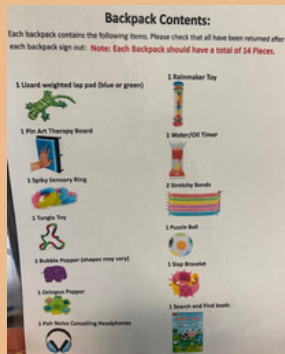 Backpack Contents:
Each backpack contains the following items. Please check that all have been returned after
each backpack sign out: Note: Each Backpack should have a total of 14 Pieces.
1 Lizard weighted lap pad (blue or green)
1 Pin Art Therapy Board
1 Spiky Sensory Ring
1 Tangle Toy
1 Bubble Popper (shapes may vary)
1 Octopus Popper
1 Pair Noise Cancelling Headphones
1 Rainmaker Toy
1 Water/Oil Timer
2 Stretchy Bands
1 Puzzle Ball
1 Slap Bracelet
1 Search and Find book: